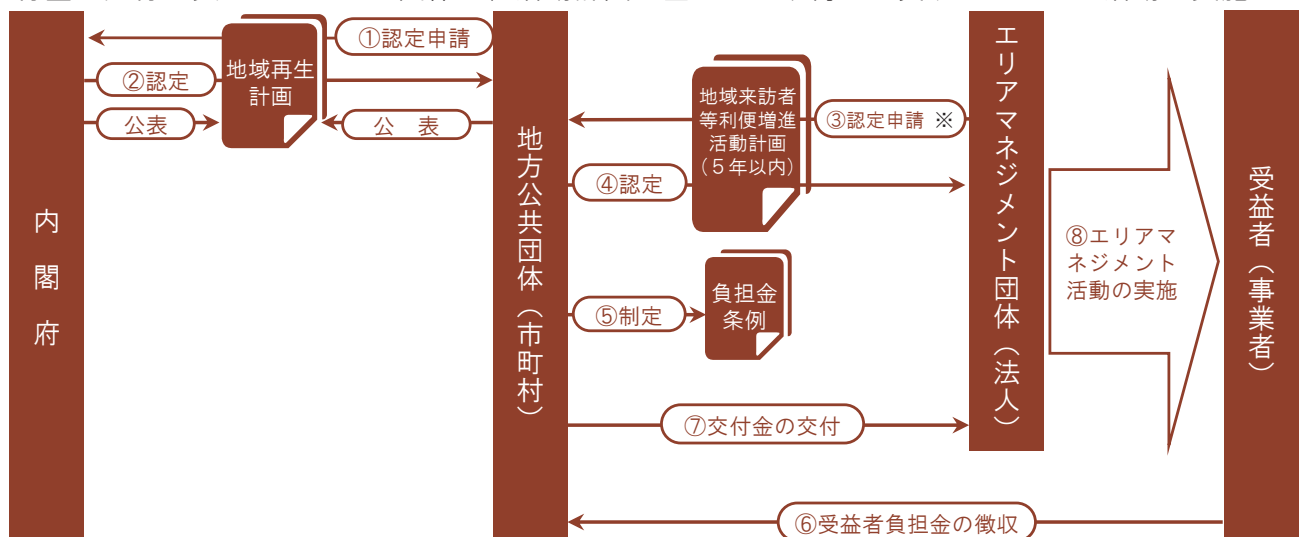 ①認定申請
地域再生
計画
②認定
公表
公　表
内閣府
地方公共団体（市町村）
地域来訪者
等利便増進
活動計画
（５年以内）
③認定申請 ※
④認定
負担金
条例
⑤制定
⑦交付金の交付
エリアマネジメント団体（法人）
⑧エリアマ
ネジメント
活動の実施
受益者（事業者）
⑥受益者負担金の徴収